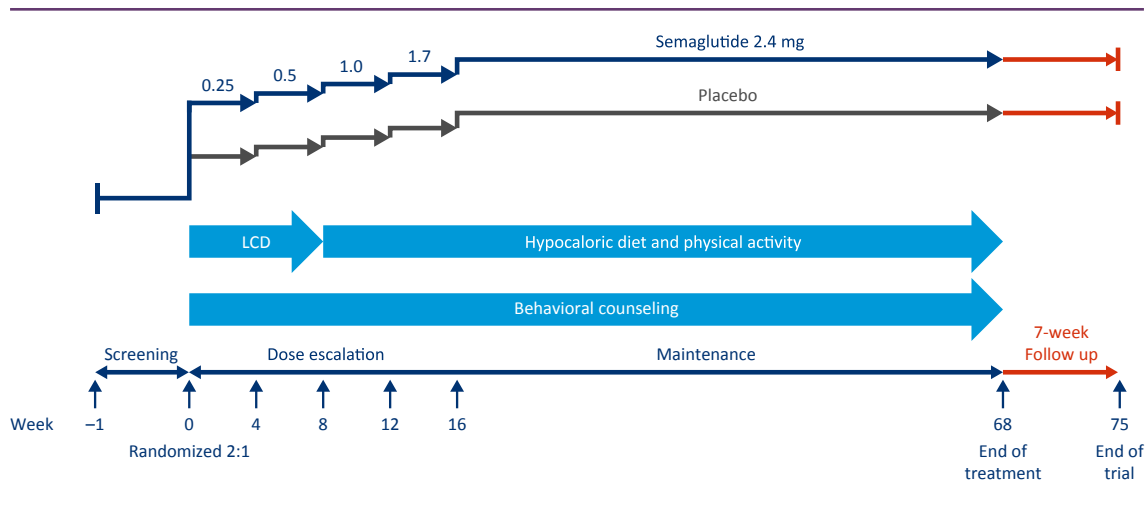 Semaglutide 2.4 mg
1.7
1.0
0.5
0.25
Placebo
LCD
Hypocaloric diet and physical activity
Behavioral counseling
7-week
Follow up
Screening
Dose escalation
Maintenance
Week
–1
0
4
8
12
16
68
75
Randomized 2:1
End of
treatment
End of
trial